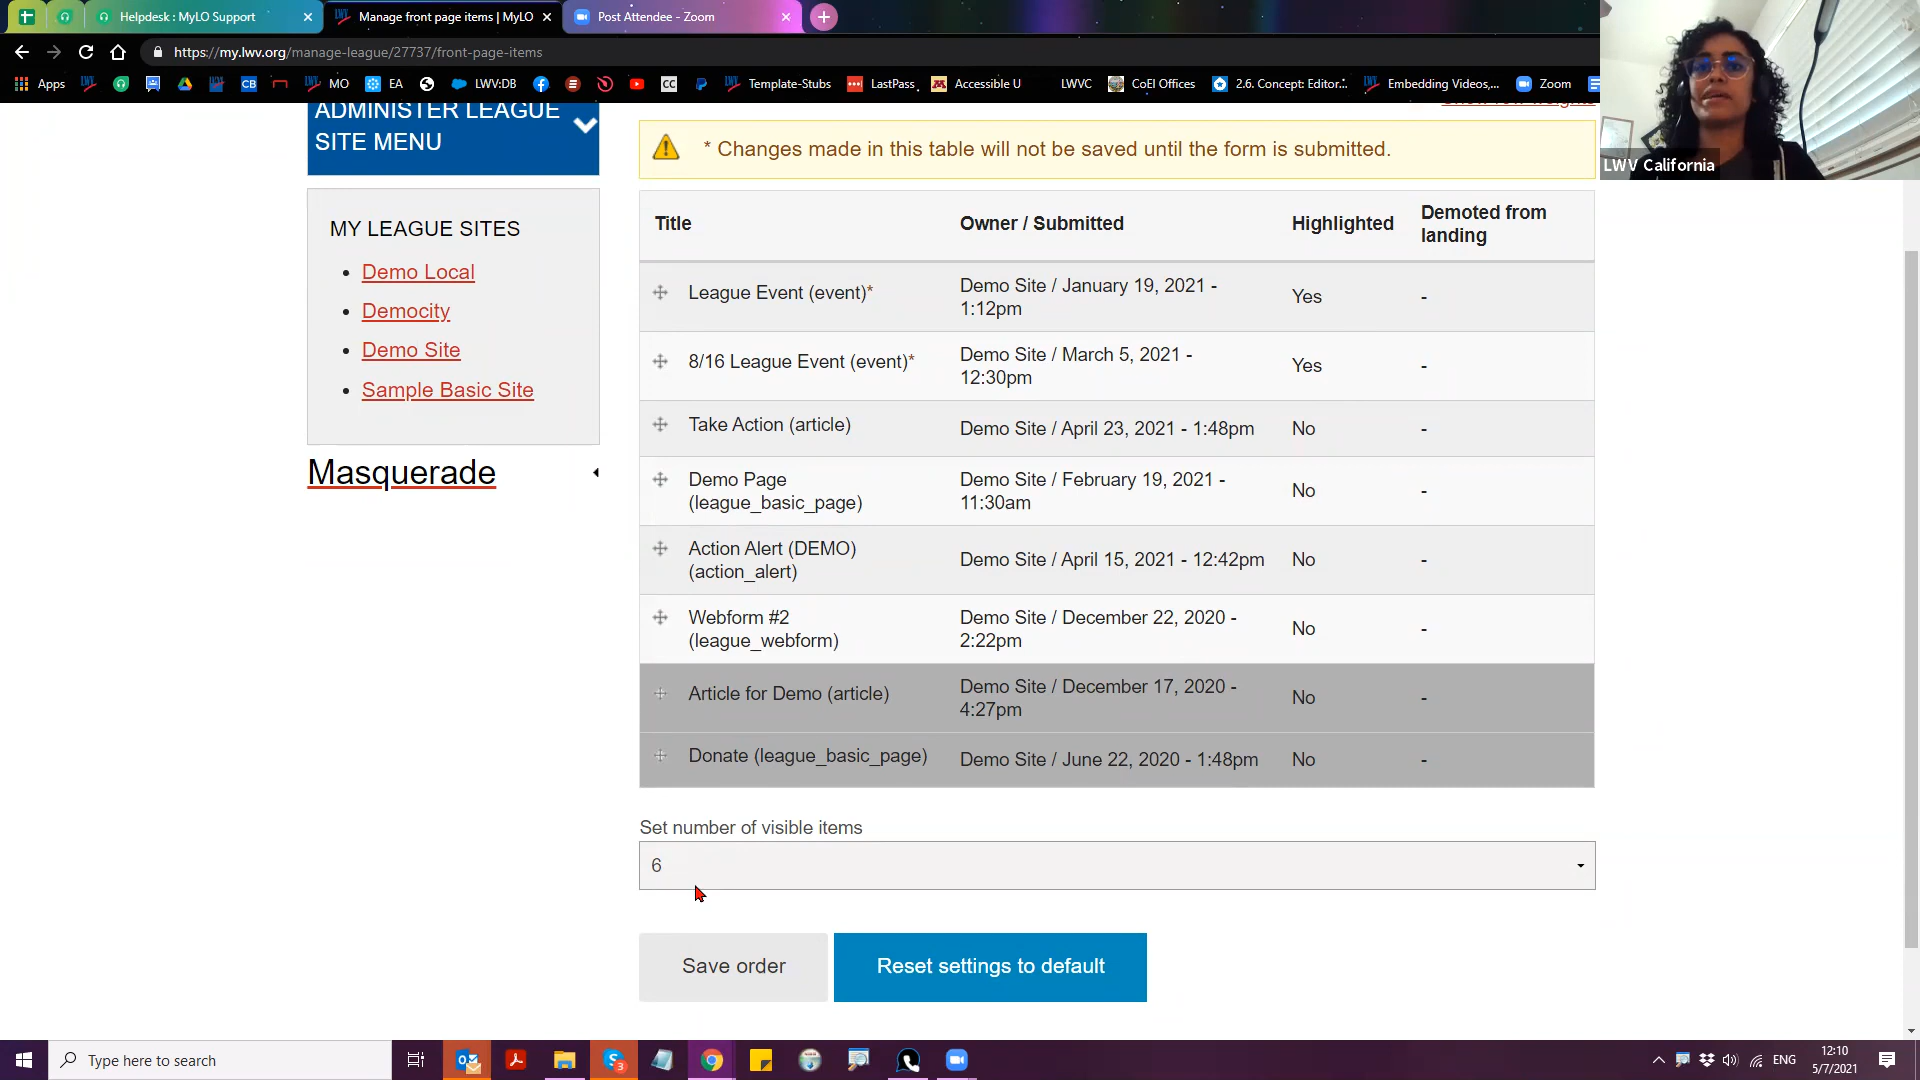 Helpdesk : MyLO Support
Manage front page items | MyLO
Post Attendee - Zoom
https://my.lwv.org/manage-league/27737/front-page-items
Apps
CB
MO
EA
LWV:DB
CC
Template-Stubs
LastPass
Accessible U
LWVC
CoEI Offices
2.6. Concept: Editor...
Embedding Videos,...
Zoom
LWV California
ADMINISTER LEAGUE
SITE MENU
MY LEAGUE SITES
Demo Local
Democity
Demo Site
Sample Basic Site
Masquerade
* Changes made in this table will not be saved until the form is submitted.
Title Owner / Submitted Highlighted Demoted from
landing
League Event (event)* Demo Site / January 19, 2021 -
1:12pm Yes -
8/16 League Event (event)* Demo Site / March 5, 2021 -
12:30pm Yes -
Take Action (article) Demo Site / April 23, 2021 - 1:48pm No -
Demo Page
(league_basic_page) Demo Site / February 19, 2021 -
11:30am No -
Action Alert (DEMO)
(action_alert) Demo Site / April 15, 2021 - 12:42pm No -
Webform #2
(league_webform) Demo Site / December 22, 2020 -
2:22pm No -
Article for Demo (article) Demo Site / December 17, 2020 -
4:27pm No -
Donate (league_basic_page) Demo Site / June 22, 2020 - 1:48pm No -
Set number of visible items
6
Save order
Reset settings to default
Type here to search
ENG
12:10
5/7/2021